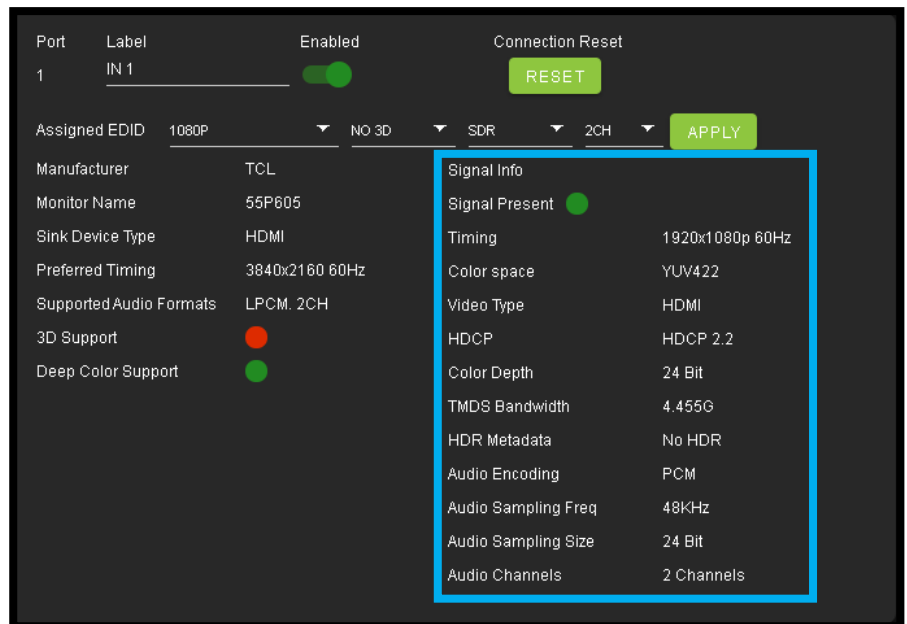 Port Label Enabled Connection Reset
1 IN 1 RESET
Assigned EDID 1080P NO 3D SDR 2CH APPLY
Manufacturer TCL
Monitor Name 55P605
Sink Device Type HDMI
Preferred Timing 3840x2160 60Hz
Supported Audio Formats LPCM. 2CH
3D Support
Deep Color Support
Signal Info
Signal Present
Timing 1920x1080p 60Hz
Color space YUV422
Video Type HDMI
HDCP HDCP 2.2
Color Depth 24 Bit
TMDS Bandwidth 4.455G
HDR Metadata No HDR
Audio Encoding PCM
Audio Sampling Freq 48KHz
Audio Sampling Size 24 Bit
Audio Channels 2 Channels